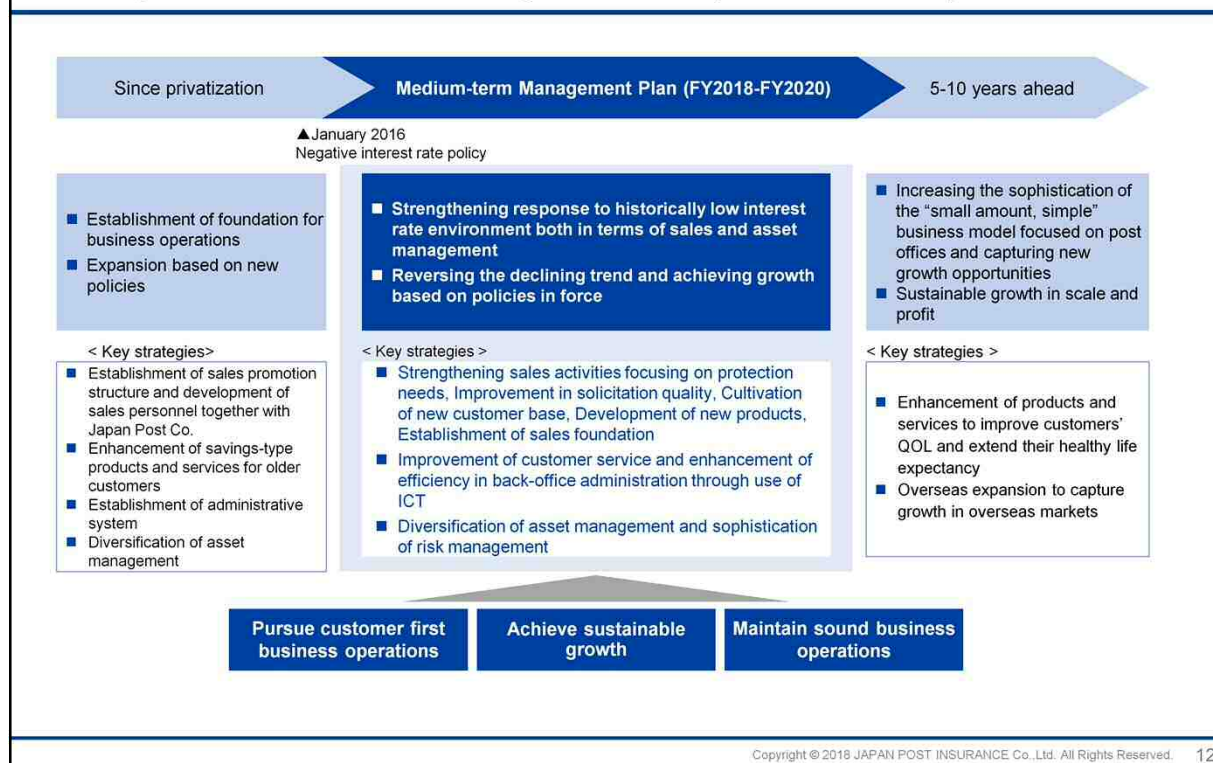 Since privatization
Medium-term Management Plan (FY2018-FY2020)
5-10 years ahead
▲January 2016
Negative interest rate policy
■ Establishment of foundation for
business operations
■ Expansion based on new
policies
■ Strengthening response to historically low interest
rate environment both in terms of sales and asset
management
■ Reversing the declining trend and achieving growth
based on policies in force
■ Increasing the sophistication of
the “small amount, simple”
business model focused on post
offices and capturing new
growth opportunities
■ Sustainable growth in scale and
profit
< Key strategies>
■ Establishment of sales promotion
structure and development of
sales personnel together with
Japan Post Co.
■ Enhancement of savings-type
products and services for older
customers
■ Establishment of administrative
system
■ Diversification of asset
management
< Key strategies >
■ Strengthening sales activities focusing on protection
needs, Improvement in solicitation quality, Cultivation
of new customer base, Development of new products,
Establishment of sales foundation
■ Improvement of customer service and enhancement of
efficiency in back-office administration through use of
ICT
■ Diversification of asset management and sophistication
of risk management
< Key strategies >
■ Enhancement of products and
services to improve customers’
QOL and extend their healthy life
expectancy
■ Overseas expansion to capture
growth in overseas markets
Pursue customer first
business operations
Achieve sustainable
growth
Maintain sound business
operations
Copyright © 2018 JAPAN POST INSURANCE Co.,Ltd. All Rights Reserved.
12